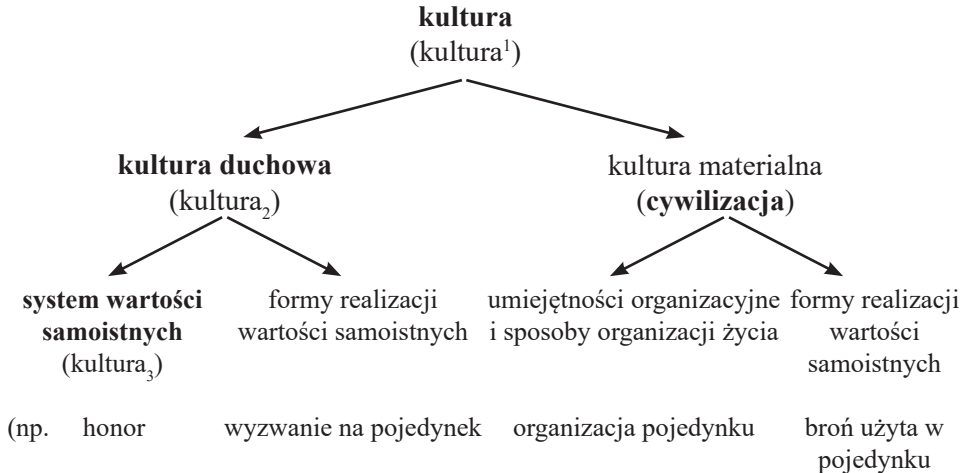 kultura
(kultura¹)
kultura duchowa
(kultura₂)
kultura materialna
(cywilizacja)
system wartości
samoistnych
(kultura₃)
formy realizacji
wartości samoistnych
umiejętności organizacyjne
i sposoby organizacji życia
formy realizacji
wartości
samoistnych
(np. honor
wyzwanie na pojedynek
organizacja pojedynku
broń użyta w
pojedynku